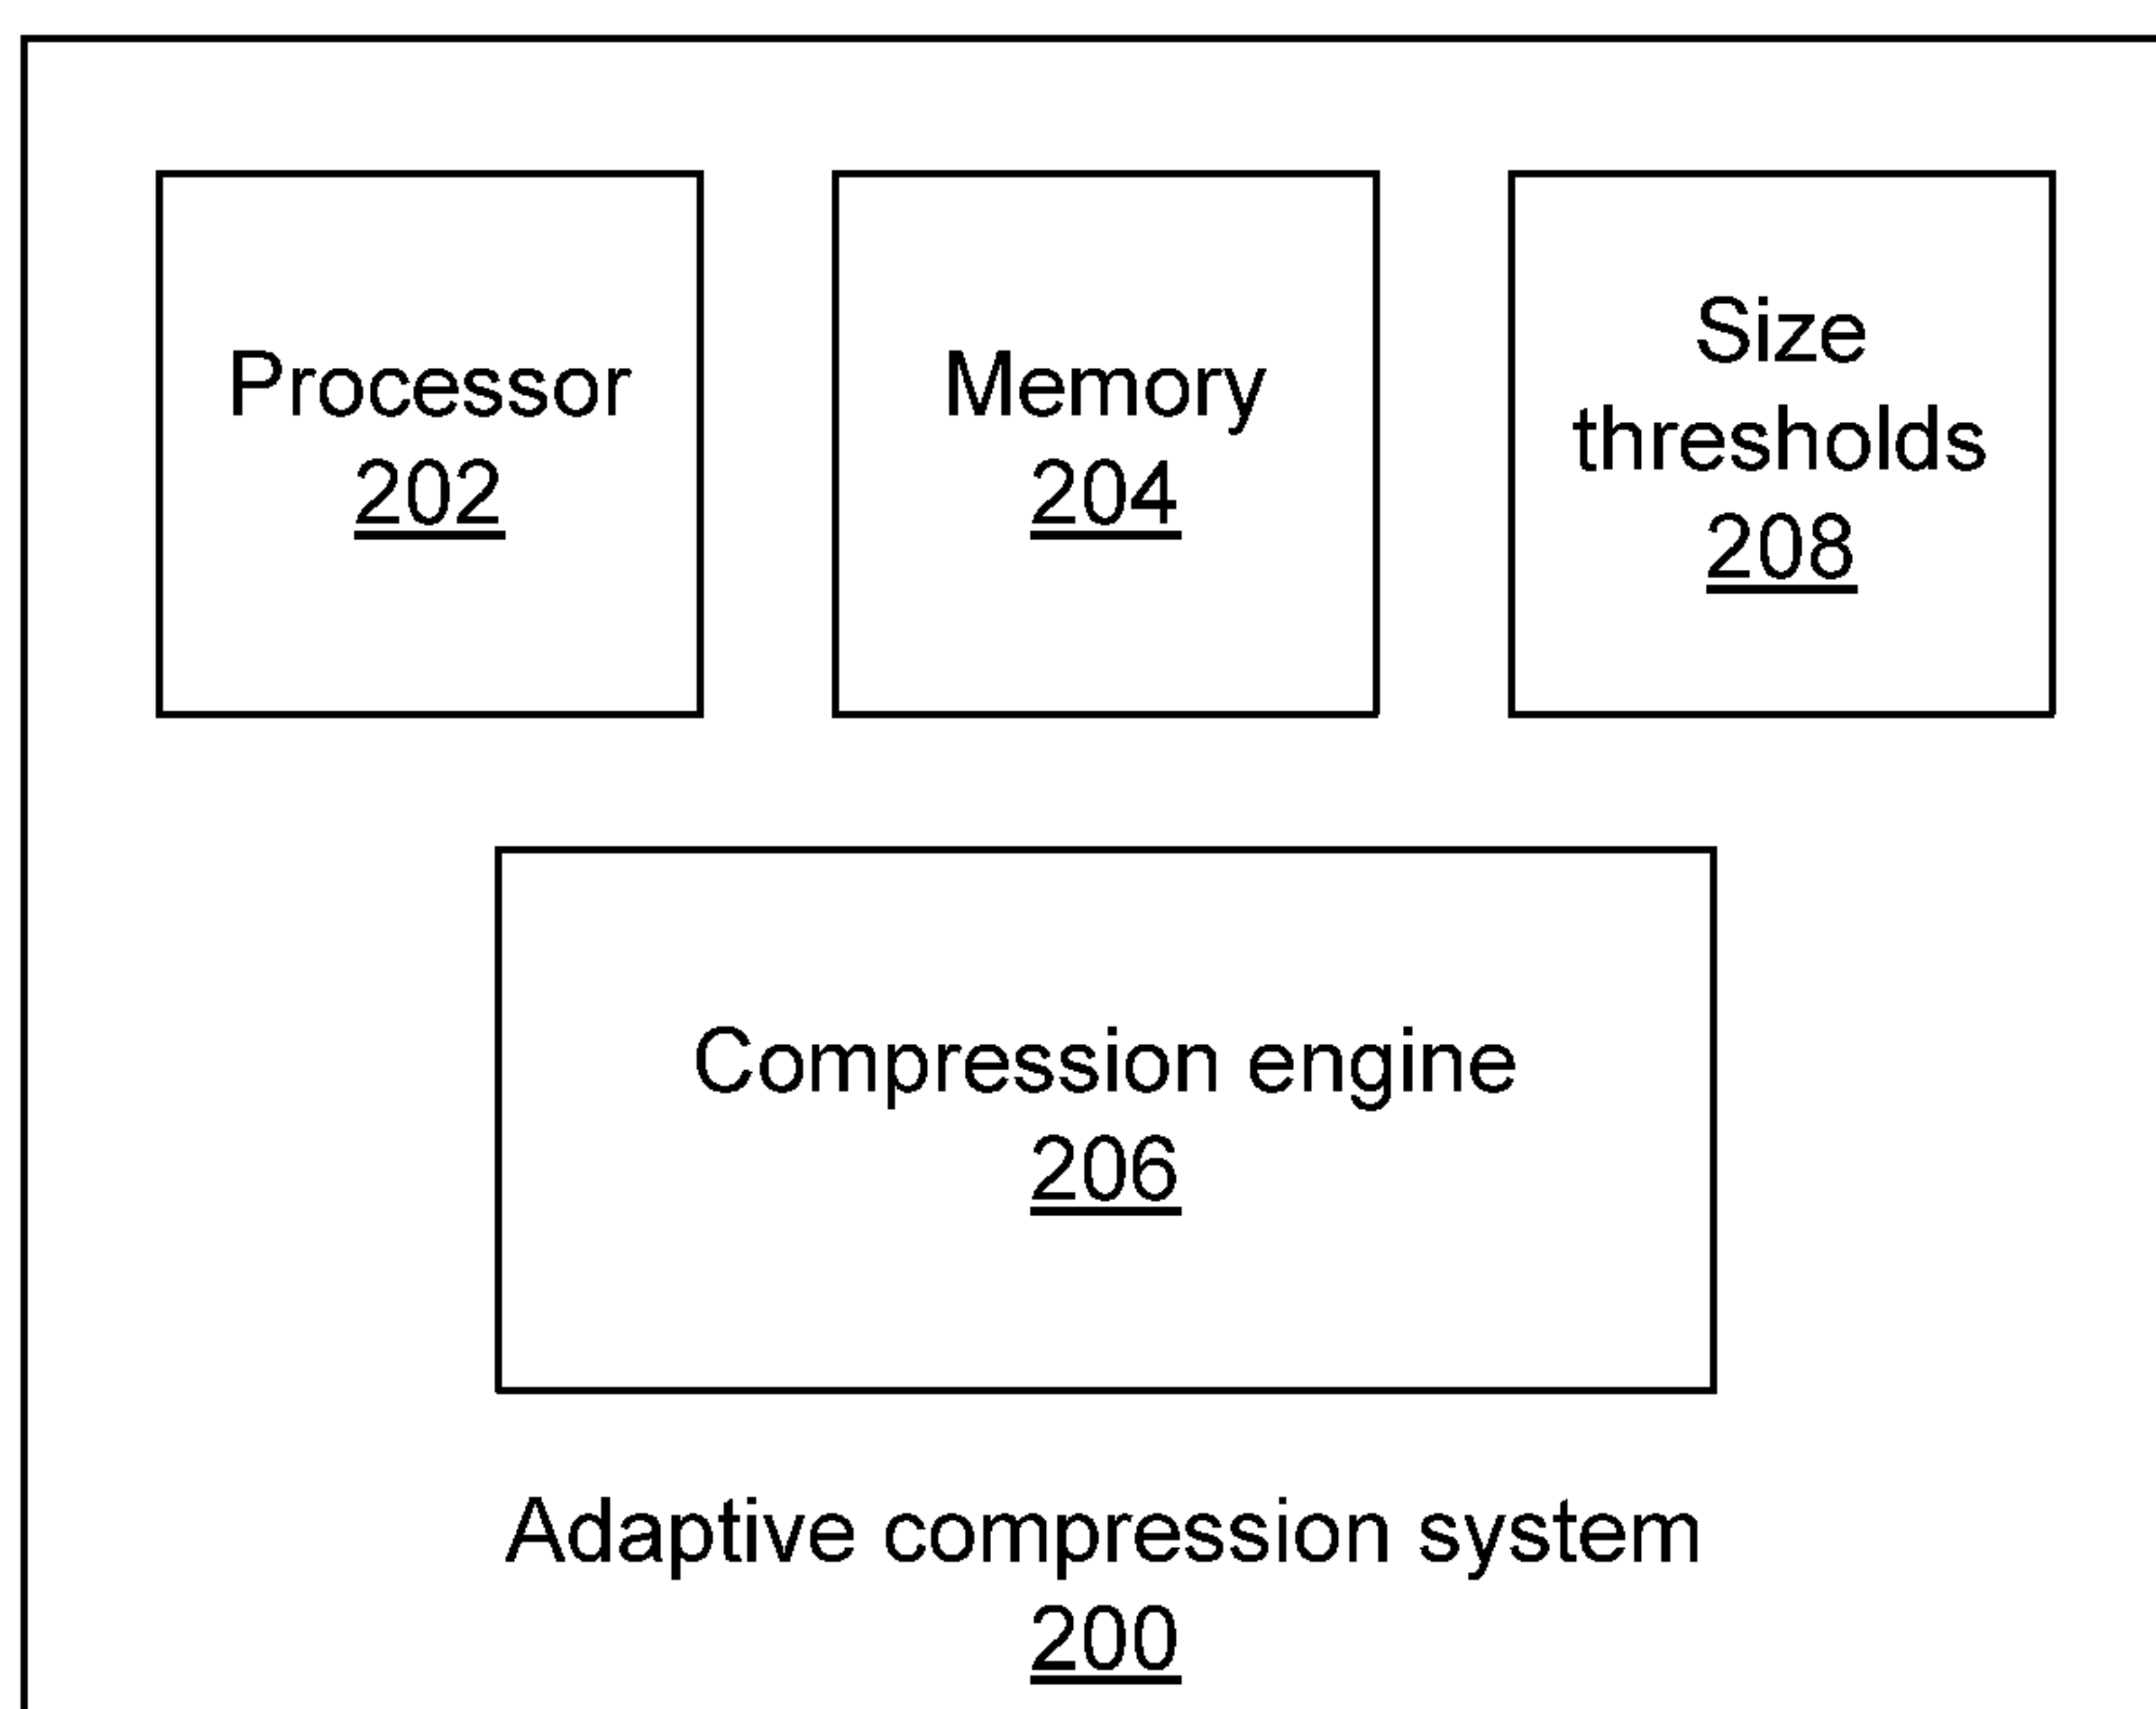 Processor
202
Memory
204
Size
thresholds
208
Compression engine
206
Adaptive compression system
200